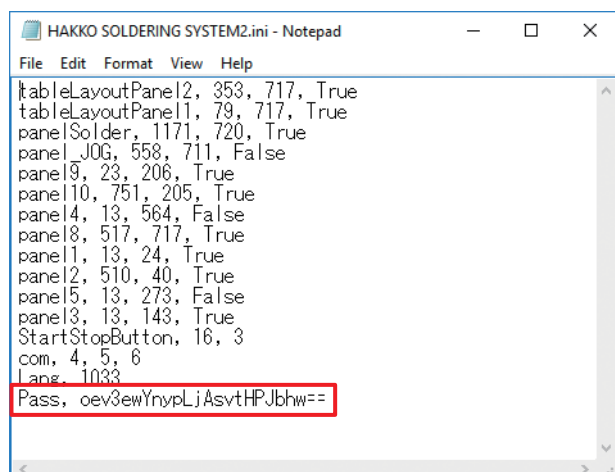 HAKKO SOLDERING SYSTEM2.ini - Notepad
File Edit Format View Help
tableLayoutPanel2, 353, 717, True
tableLayoutPanel1, 79, 717, True
panelSolder, 1171, 720, True
panel_JOG, 558, 711, False
panel9, 23, 206, True
panel10, 751, 205, True
panel4, 13, 564, False
panel8, 517, 717, True
panel1, 13, 24, True
panel2, 510, 40, True
panel5, 13, 273, False
panel3, 13, 143, True
StartStopButton, 16, 3
com, 4, 5, 6
Lang, 1033
Pass, oev3ewYnypLjAsvtHPJbhw==